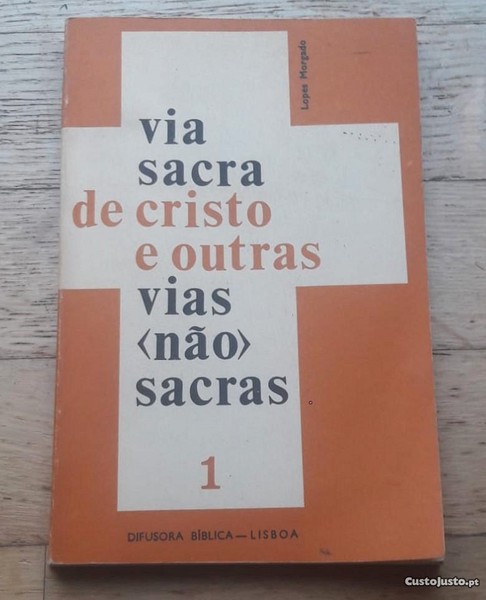 Lopes Morgado
via
sacra
de cristo
e outras
vias
‹não›
sacras
1
DIFUSORA BÍBLICA — LISBOA
CustoJusto.pt